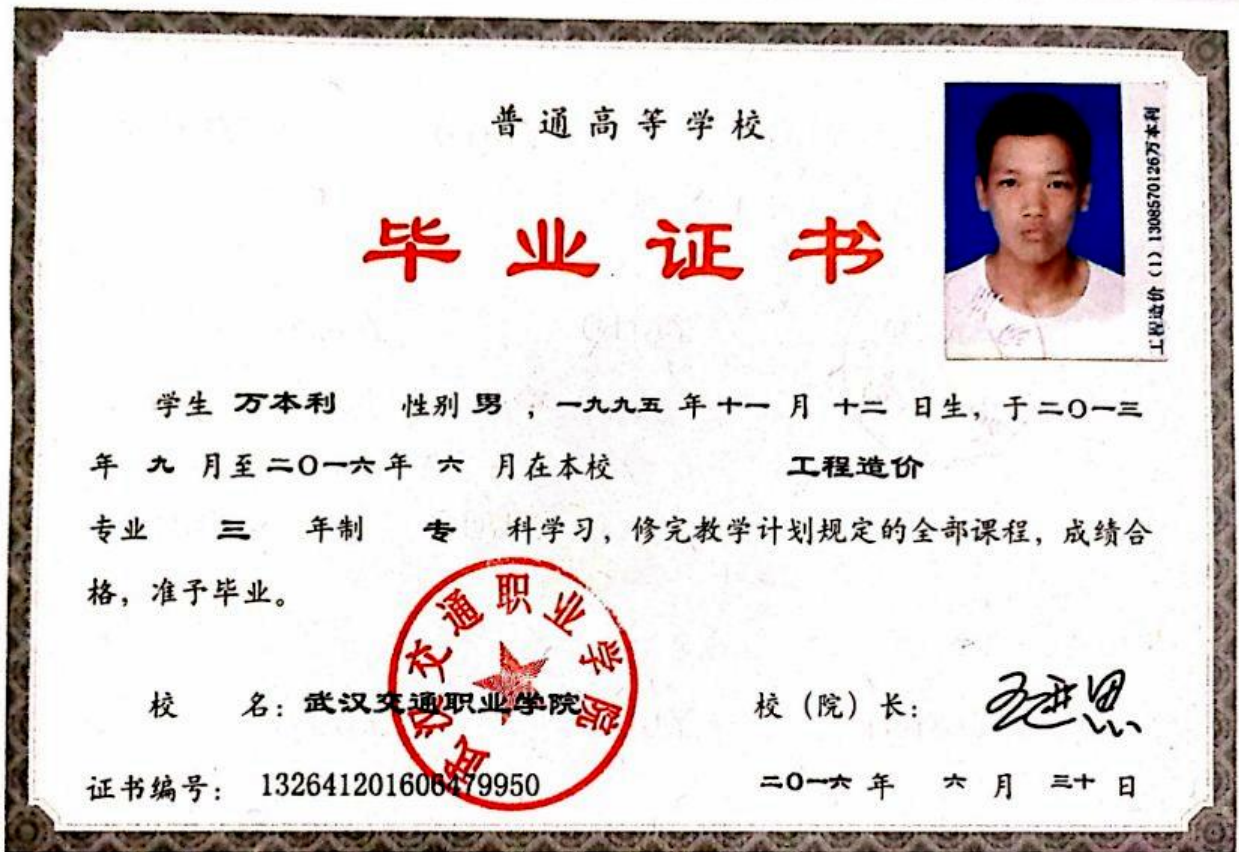 普通高等学校
毕业证书
工程造价（1）1308570126万本利
学生 万本利 性别 男 ，一九九五 年 十一 月 十二 日生，于 二〇一三
年 九 月至 二〇一六 年 六 月在本校 工程造价
专业 三 年制 专 科学习，修完教学计划规定的全部课程，成绩合
格，准予毕业。
武汉交通职业学院
校 名：武汉交通职业学院 校（院）长：
证书编号： 132641201606479950 二〇一六 年 六 月 三十 日